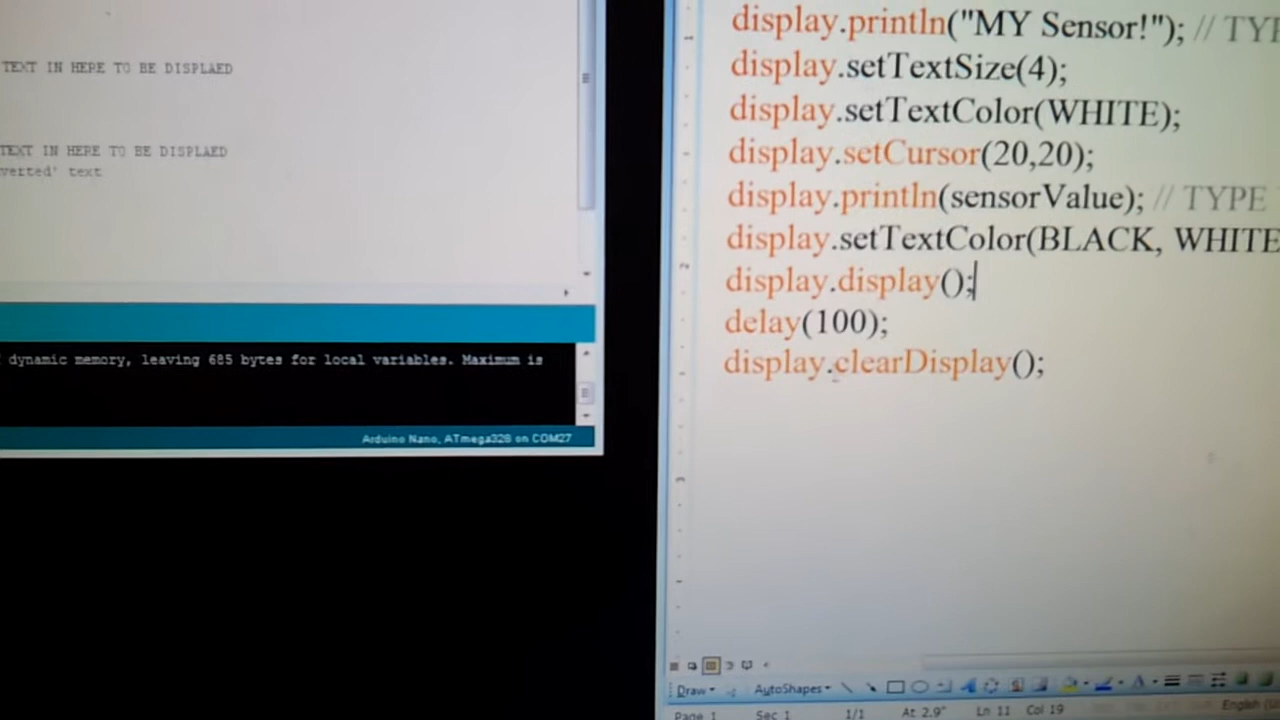 TEXT IN HERE TO BE DISPLAED
TEXT IN HERE TO BE DISPLAED
verted' text
dynamic memory, leaving 685 bytes for local variables. Maximum is
Arduino Nano, ATmega328 on COM27
display.println("MY Sensor!"); // TYP
display.setTextSize(4);
display.setTextColor(WHITE);
display.setCursor(20,20);
display.println(sensorValue); // TYPE
display.setTextColor(BLACK, WHITE
display.display();
delay(100);
display.clearDisplay();
Draw AutoShapes
Page 1 Sec 1 1/1 At 2.9" Ln 11 Col 19 English (U